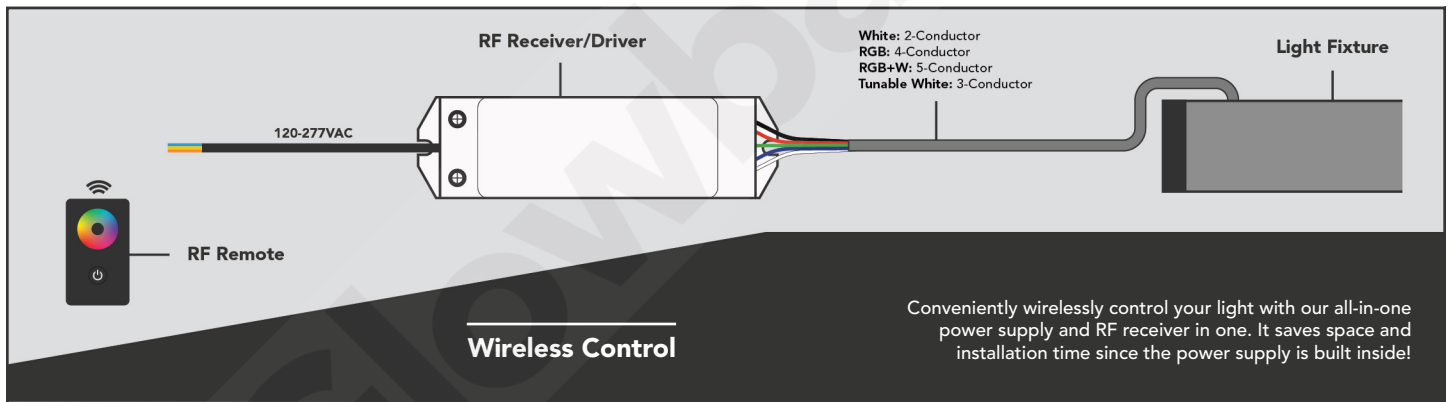 RF Receiver/Driver
White: 2-Conductor
RGB: 4-Conductor
RGB+W: 5-Conductor
Tunable White: 3-Conductor
Light Fixture
120-277VAC
RF Remote
Wireless Control
Conveniently wirelessly control your light with our all-in-one
power supply and RF receiver in one. It saves space and
installation time since the power supply is built inside!